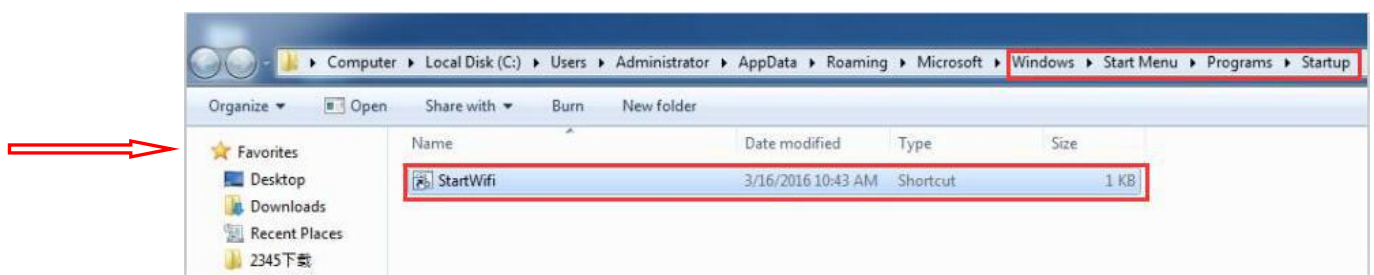 Computer Local Disk (C:) Users Administrator AppData Roaming Microsoft Windows Start Menu Programs Startup
Organize Open Share with Burn New folder
Favorites
Desktop
Downloads
Recent Places
2345下载
Name Date modified Type Size
StartWifi 3/16/2016 10:43 AM Shortcut 1 KB